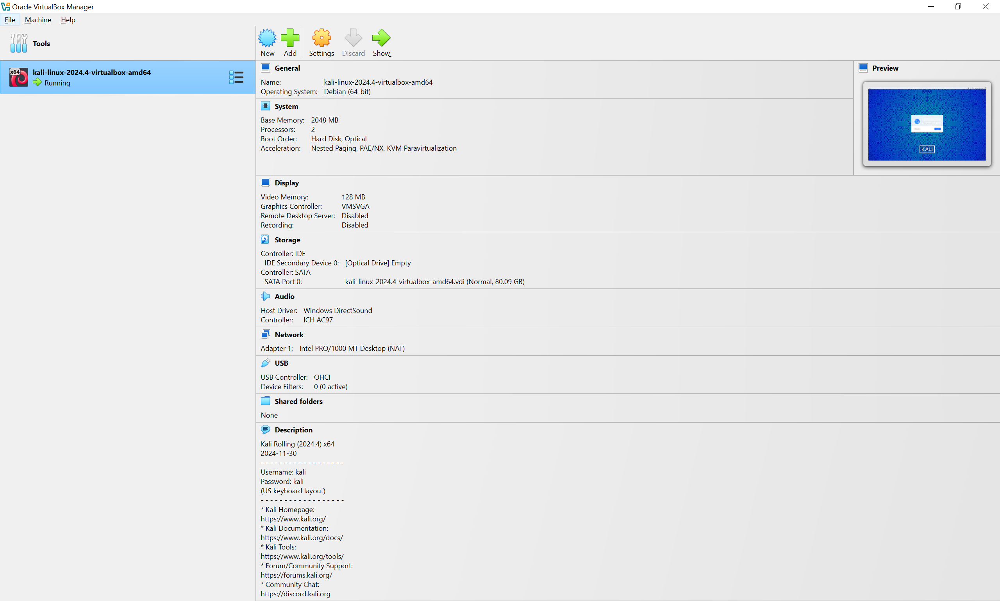 Oracle VirtualBox Manager
File Machine Help
Tools
New Add Settings Discard Show
x64
kali-linux-2024.4-virtualbox-amd64
Running
General
Name: kali-linux-2024.4-virtualbox-amd64
Operating System: Debian (64-bit)
Preview
KALI
System
Base Memory: 2048 MB
Processors: 2
Boot Order: Hard Disk, Optical
Acceleration: Nested Paging, PAE/NX, KVM Paravirtualization
Display
Video Memory: 128 MB
Graphics Controller: VMSVGA
Remote Desktop Server: Disabled
Recording: Disabled
Storage
Controller: IDE
IDE Secondary Device 0: [Optical Drive] Empty
Controller: SATA
SATA Port 0: kali-linux-2024.4-virtualbox-amd64.vdi (Normal, 80.09 GB)
Audio
Host Driver: Windows DirectSound
Controller: ICH AC97
Network
Adapter 1: Intel PRO/1000 MT Desktop (NAT)
USB
USB Controller: OHCI
Device Filters: 0 (0 active)
Shared folders
None
Description
Kali Rolling (2024.4) x64
2024-11-30
- - - - - - - - - - - - - - - - - -
Username: kali
Password: kali
(US keyboard layout)
- - - - - - - - - - - - - - - - - -
* Kali Homepage:
https://www.kali.org/
* Kali Documentation:
https://www.kali.org/docs/
* Kali Tools:
https://www.kali.org/tools/
* Forum/Community Support:
https://forums.kali.org/
* Community Chat:
https://discord.kali.org